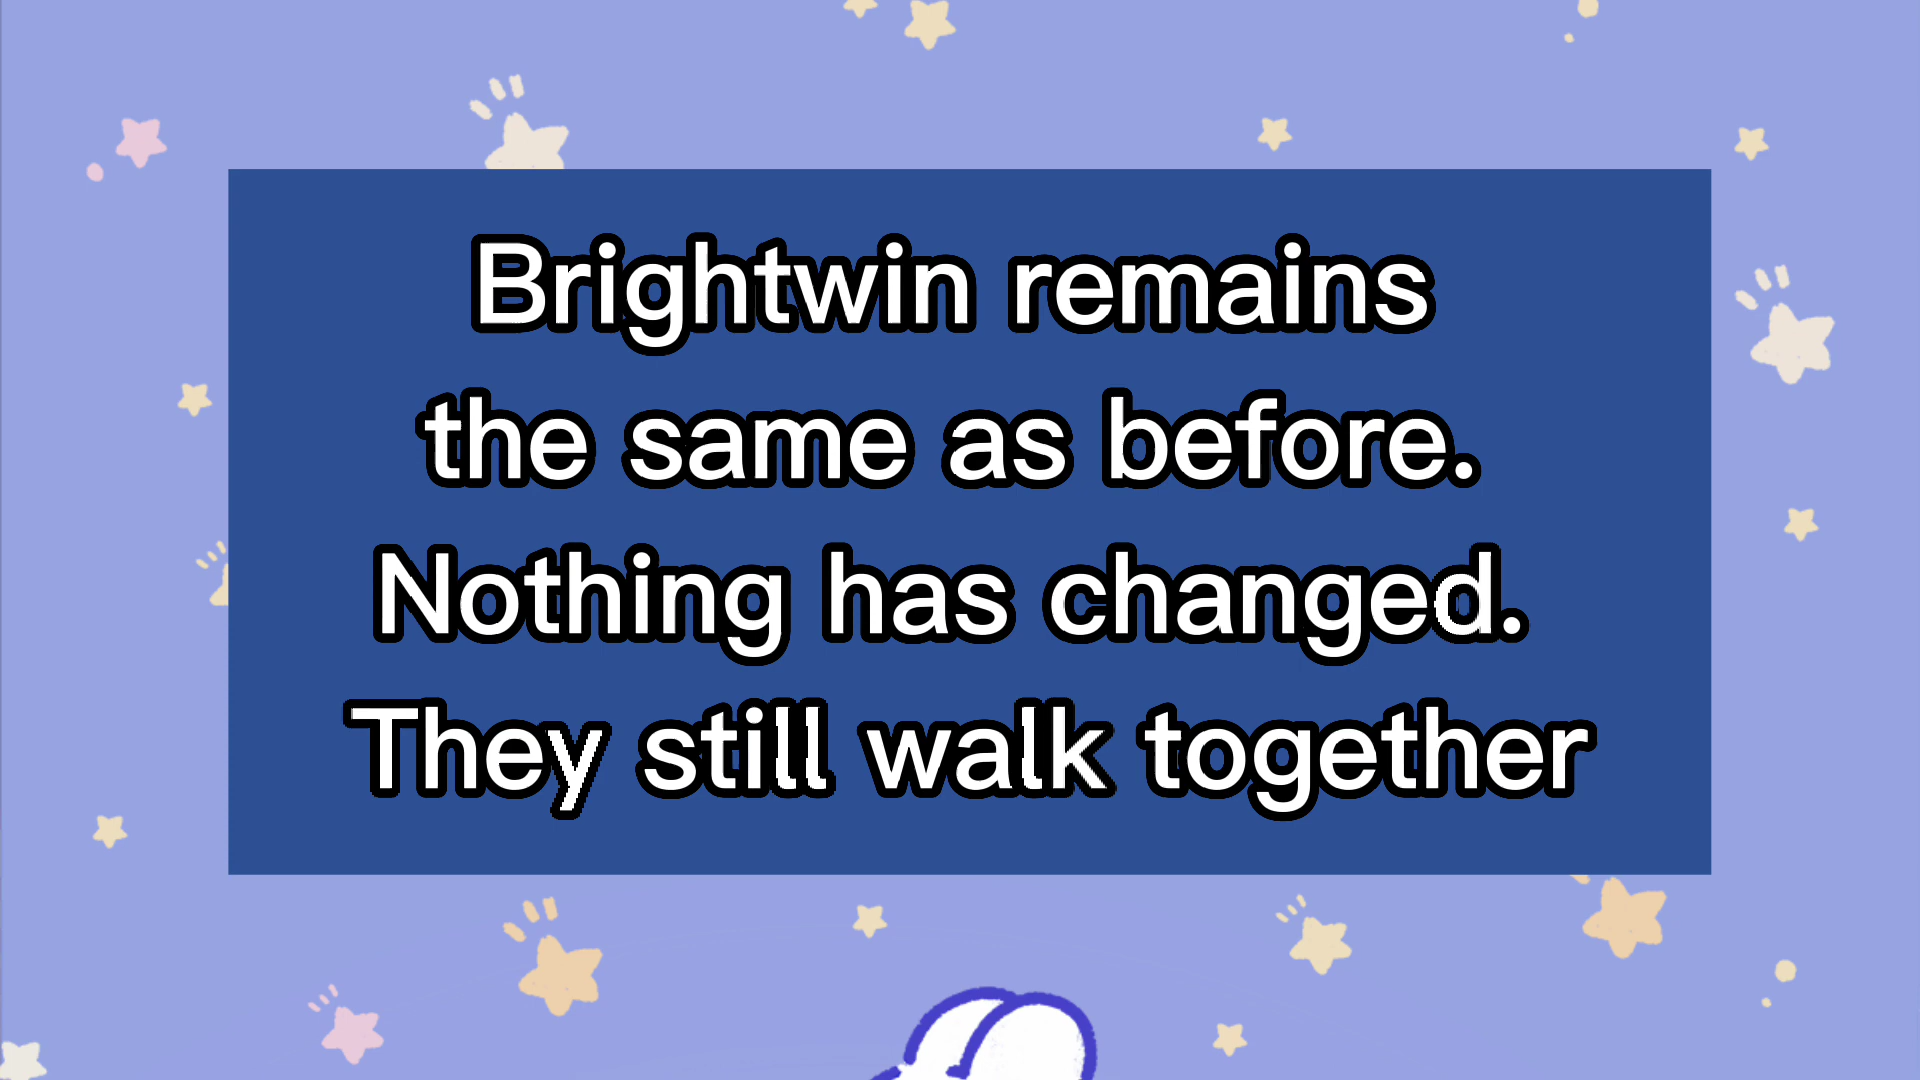 Brightwin remains
the same as before.
Nothing has changed.
They still walk together